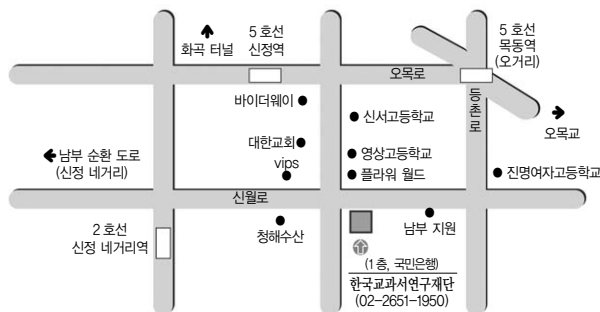 화곡 터널
5 호선
신정역
5 호선
목동역
(오거리)
오목로
등촌로
오목교
바이더웨이
신서고등학교
대한교회
영상고등학교
vips
플라워 월드
진명여자고등학교
남부 순환 도로
(신정 네거리)
신월로
2 호선
신정 네거리역
청해수산
남부 지원
(1 층, 국민은행)
한국교과서연구재단
(02-2651-1950)